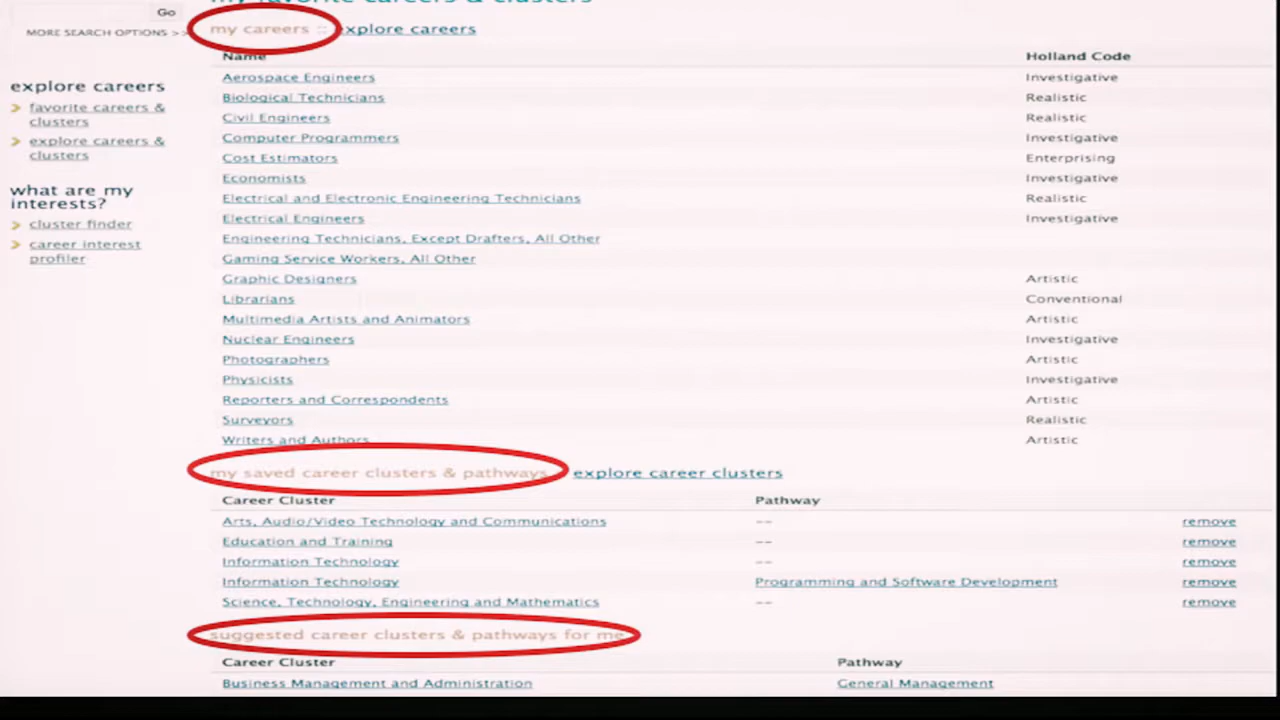 my favorite careers & clusters
Go
MORE SEARCH OPTIONS > >
my careers :: explore careers
Name Holland Code
Aerospace Engineers Investigative
Biological Technicians Realistic
Civil Engineers Realistic
Computer Programmers Investigative
Cost Estimators Enterprising
Economists Investigative
Electrical and Electronic Engineering Technicians Realistic
Electrical Engineers Investigative
Engineering Technicians, Except Drafters, All Other
Gaming Service Workers, All Other
Graphic Designers Artistic
Librarians Conventional
Multimedia Artists and Animators Artistic
Nuclear Engineers Investigative
Photographers Artistic
Physicists Investigative
Reporters and Correspondents Artistic
Surveyors Realistic
Writers and Authors Artistic
explore careers
favorite careers &
clusters
explore careers &
clusters
what are my
interests?
cluster finder
career interest
profiler
my saved career clusters & pathways explore career clusters
Career Cluster Pathway
Arts, Audio/Video Technology and Communications -- remove
Education and Training -- remove
Information Technology -- remove
Information Technology Programming and Software Development remove
Science, Technology, Engineering and Mathematics -- remove
suggested career clusters & pathways for me
Career Cluster Pathway
Business Management and Administration General Management